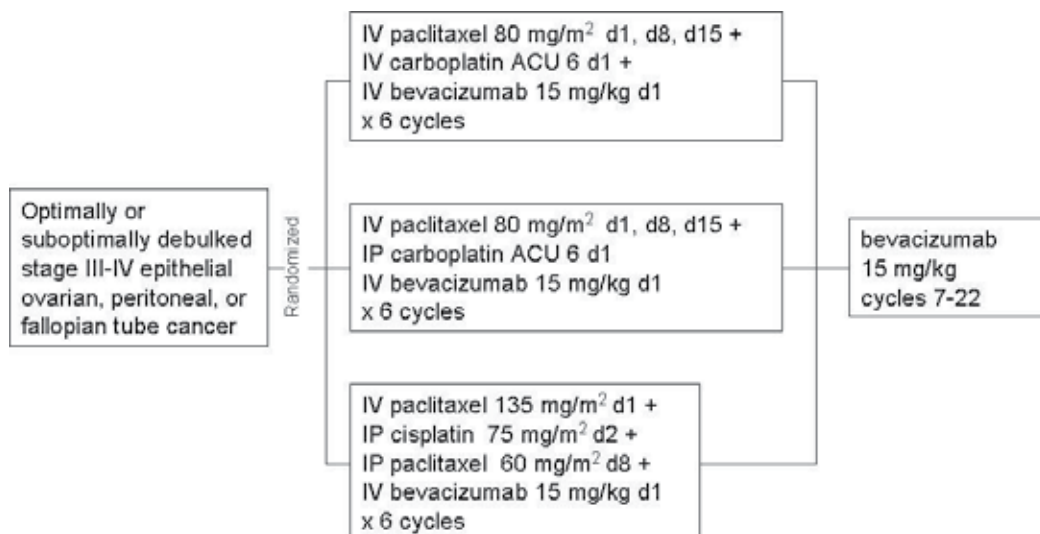 IV paclitaxel 80 mg/m² d1, d8, d15 +
IV carboplatin ACU 6 d1 +
IV bevacizumab 15 mg/kg d1
x 6 cycles
Optimally or
suboptimally debulked
stage III-IV epithelial
ovarian, peritoneal, or
fallopian tube cancer
Randomized
IV paclitaxel 80 mg/m² d1, d8, d15 +
IP carboplatin ACU 6 d1
IV bevacizumab 15 mg/kg d1
x 6 cycles
bevacizumab
15 mg/kg
cycles 7-22
IV paclitaxel 135 mg/m² d1 +
IP cisplatin 75 mg/m² d2 +
IP paclitaxel 60 mg/m² d8 +
IV bevacizumab 15 mg/kg d1
x 6 cycles